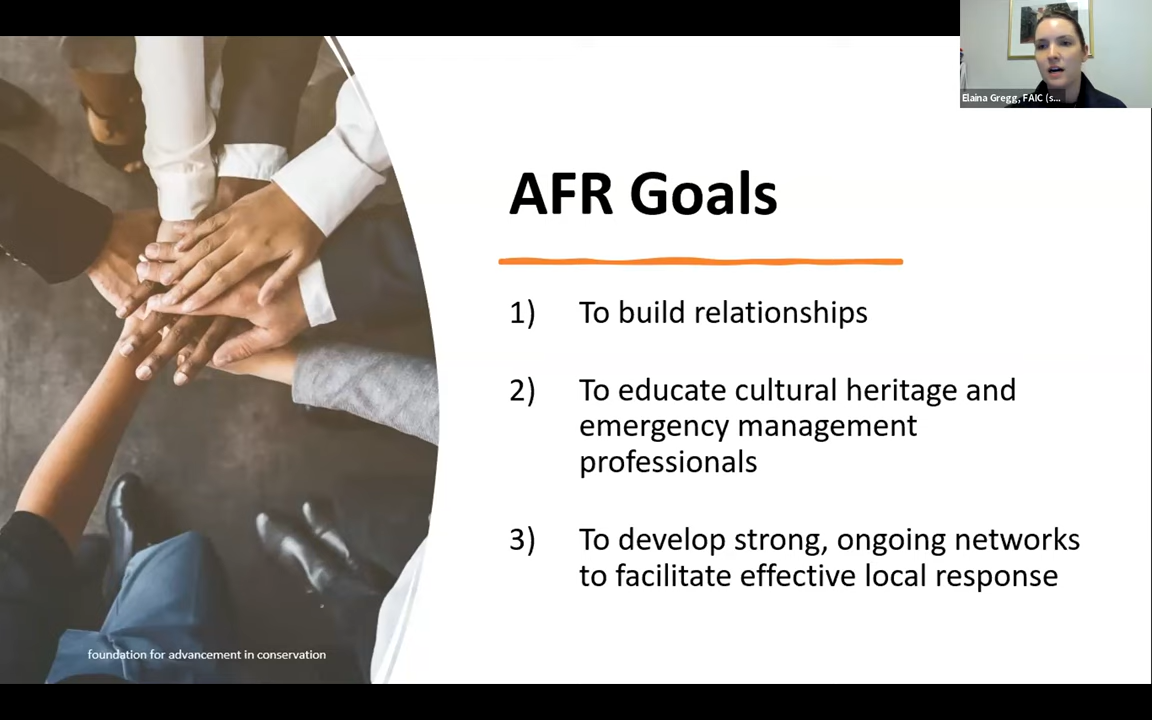 Elaina Gregg, FAIC (s...
AFR Goals
1) To build relationships
2) To educate cultural heritage and
emergency management
professionals
3) To develop strong, ongoing networks
to facilitate effective local response
foundation for advancement in conservation